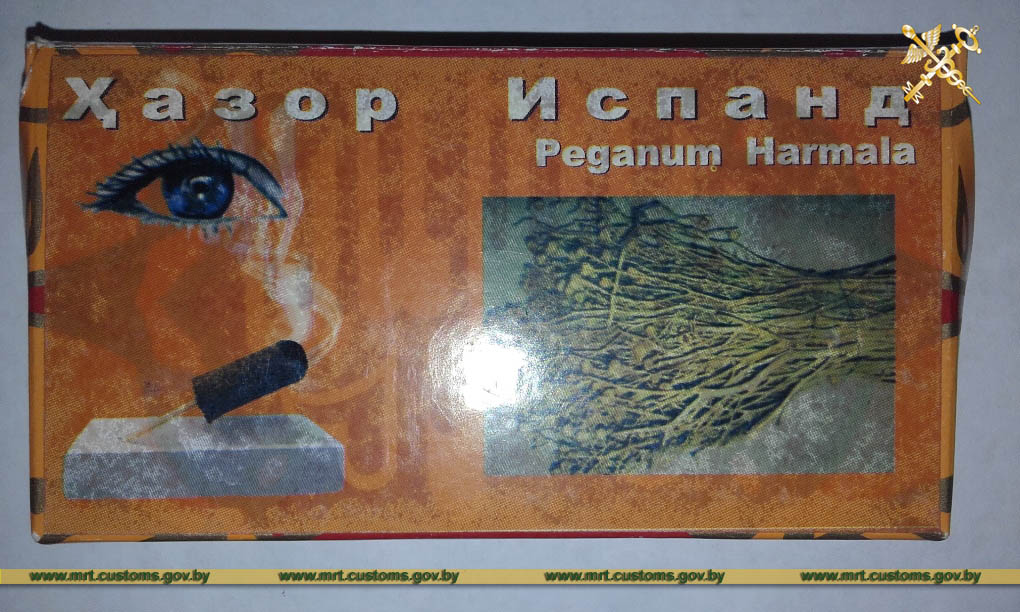 Ҳазор Испанд
Peganum Harmala
www.mrt.customs.gov.by www.mrt.customs.gov.by www.mrt.customs.gov.by www.mrt.customs.gov.by